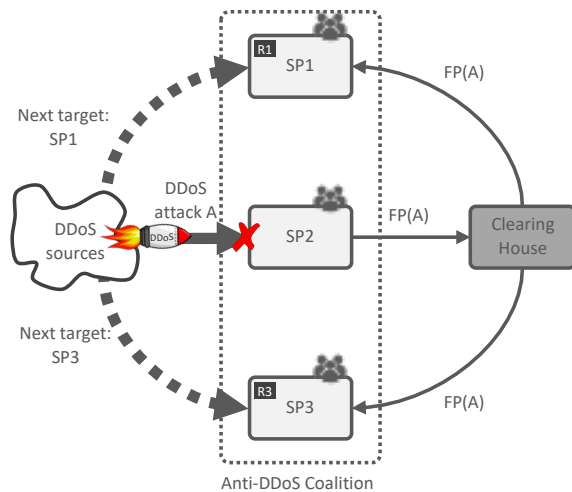 R1
SP1
FP(A)
Next target:
SP1
DDoS
attack A
DDoS
sources
DDoS
SP2
FP(A)
Clearing
House
Next target:
SP3
R3
SP3
FP(A)
Anti-DDoS Coalition